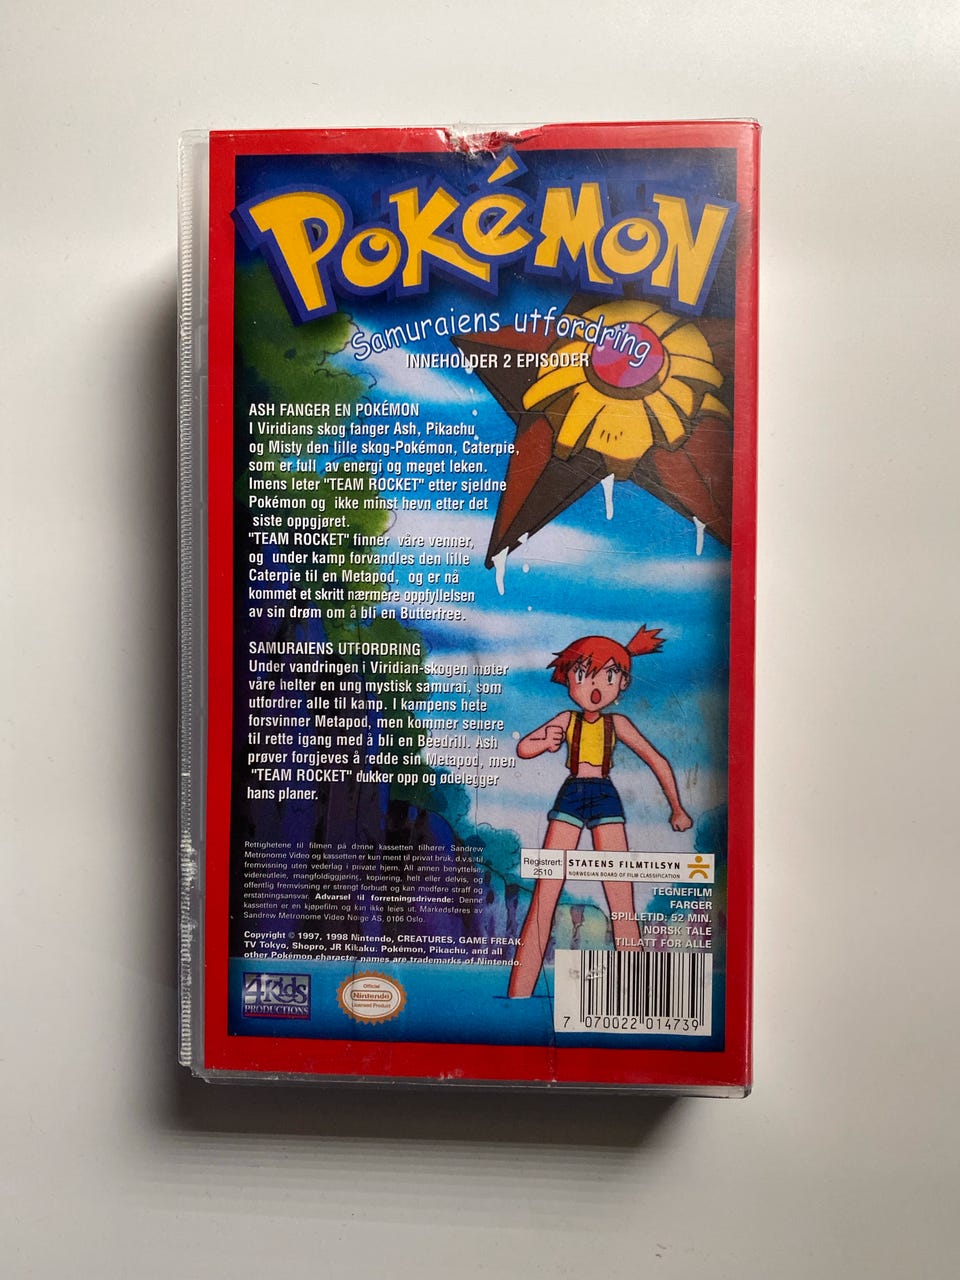 POKéMON
Samuraiens utfordring
INNEHOLDER 2 EPISODER
ASH FANGER EN POKÉMON
I Viridians skog fanger Ash, Pikachu
og Misty den lille skog-Pokémon, Caterpie,
som er full av energi og meget leken.
Imens leter "TEAM ROCKET" etter sjeldne
Pokémon og ikke minst hevn etter det
siste oppgjøret.
"TEAM ROCKET" finner våre venner,
og under kamp forvandles den lille
Caterpie til en Metapod, og er nå
kommet et skritt nærmere oppfyllelsen
av sin drøm om å bli en Butterfree.
SAMURAIENS UTFORDRING
Under vandringen i Viridian-skogen møter
våre helter en ung mystisk samurai, som
utfordrer alle til kamp. I kampens hete
forsvinner Metapod, men kommer senere
til rette igang med å bli en Beedrill. Ash
prøver forgjeves å redde sin Metapod, men
"TEAM ROCKET" dukker opp og ødelegger
hans planer.
Rettighetene til filmen på denne kassetten tilhører Sandrew
Metronome Video og kassetten er kun ment til privat bruk, d.v.s. til
fremvisning uten vederlag i private hjem. All annen benyttelse,
videreutleie, mangfoldiggjøring, kopiering, helt eller delvis, og
offentlig fremvisning er strengt forbudt og kan medføre straff og
erstatningsansvar. Advarsel til forretningsdrivende: Denne
kassetten er en kjøpefilm og kan ikke leies ut. Markedsføres av
Sandrew Metronome Video Norge AS, 0106 Oslo.
Copyright © 1997, 1998 Nintendo, CREATURES, GAME FREAK,
TV Tokyo, Shopro, JR Kikaku. Pokémon, Pikachu, and all
other Pokémon character names are trademarks of Nintendo.
4Kids
PRODUCTIONS
Official
Nintendo
Licensed Product
Registrert:
2510
STATENS FILMTILSYN
NORWEGIAN BOARD OF FILM CLASSIFICATION
TEGNEFILM
FARGER
SPILLETID: 52 MIN.
NORSK TALE
TILLATT FOR ALLE
7 070022 014739